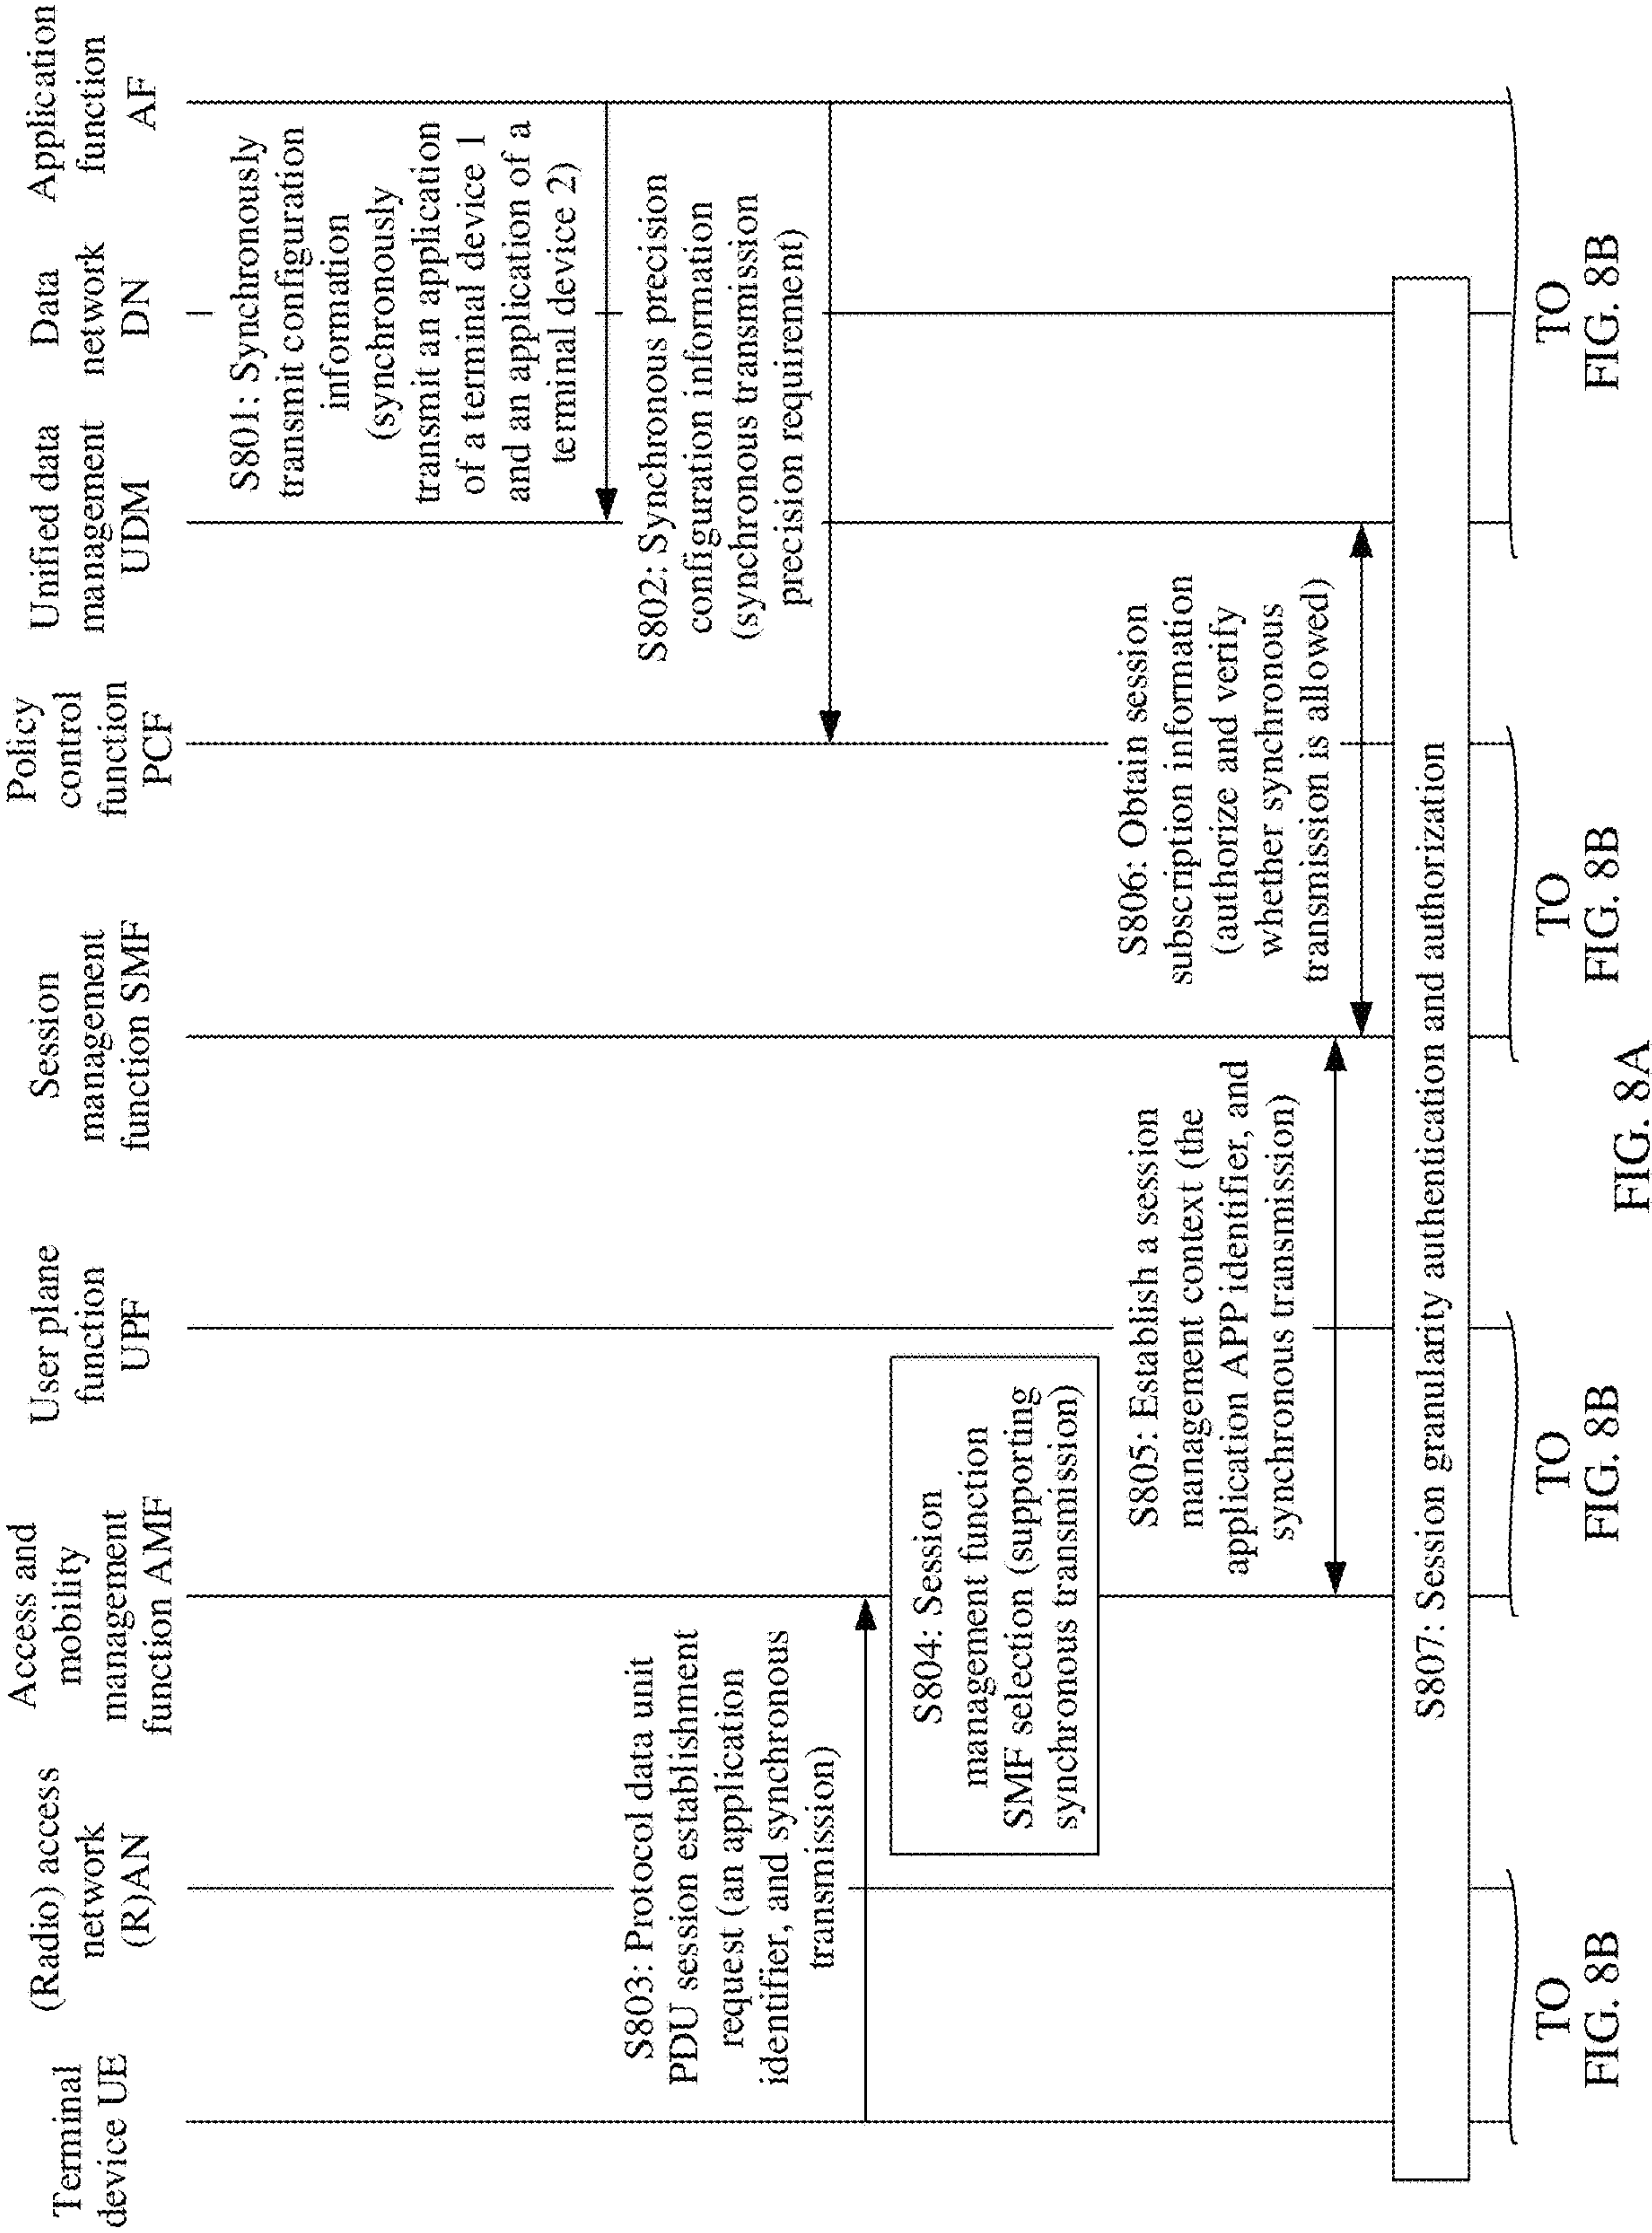 Terminal
device UE
(Radio) access
network
(R)AN
Access and
mobility
management
function AMF
User plane
function
UPF
Session
management
function SMF
Policy
control
function
PCF
Unified data
management
UDM
Data
network
DN
Application
function
AF
S801: Synchronously
transmit configuration
information
(synchronously
transmit an application
of a terminal device 1
and an application of a
terminal device 2)
S802: Synchronous precision
configuration information
(synchronous transmission
precision requirement)
S803: Protocol data unit
PDU session establishment
request (an application
identifier, and synchronous
transmission)
S804: Session
management function
SMF selection (supporting
synchronous transmission)
S805: Establish a session
management context (the
application APP identifier, and
synchronous transmission)
S806: Obtain session
subscription information
(authorize and verify
whether synchronous
transmission is allowed)
S807: Session granularity authentication and authorization
TO
FIG. 8B
TO
FIG. 8B
TO
FIG. 8B
TO
FIG. 8B
FIG. 8A